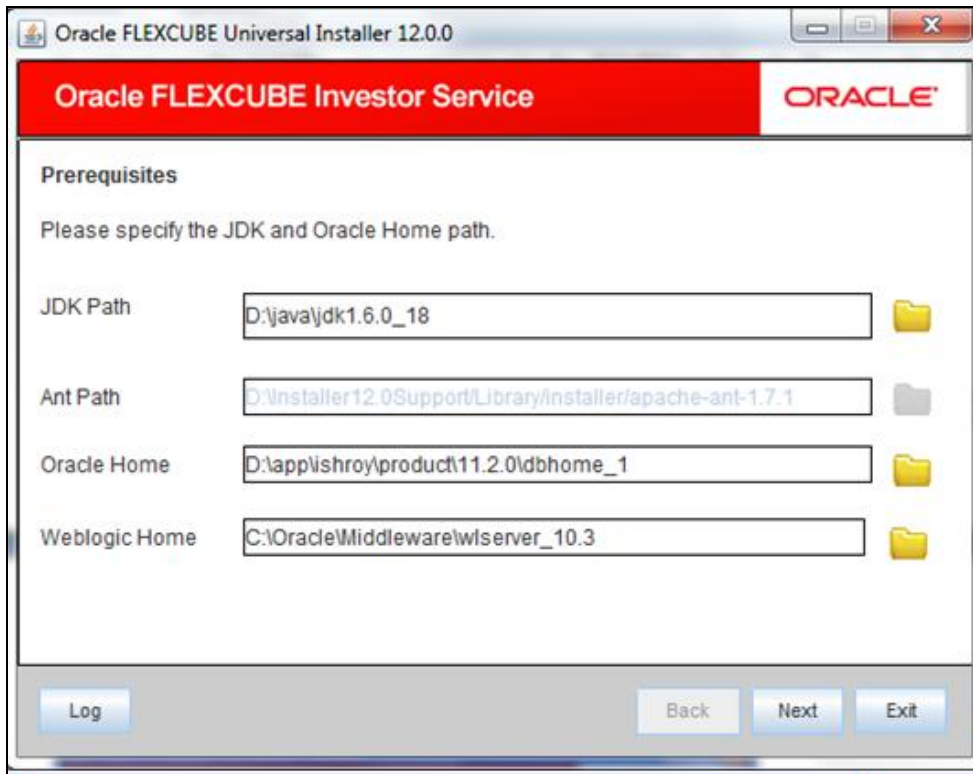 Oracle FLEXCUBE Universal Installer 12.0.0
Oracle FLEXCUBE Investor Service
ORACLE
Prerequisites
Please specify the JDK and Oracle Home path.
JDK Path D:\java\jdk1.6.0_18
Ant Path D:\Installer12.0Support/Library/installer/apache-ant-1.7.1
Oracle Home D:\app\ishroy\product\11.2.0\dbhome_1
Weblogic Home C:\Oracle\Middleware\wlserver_10.3
Log Back Next Exit